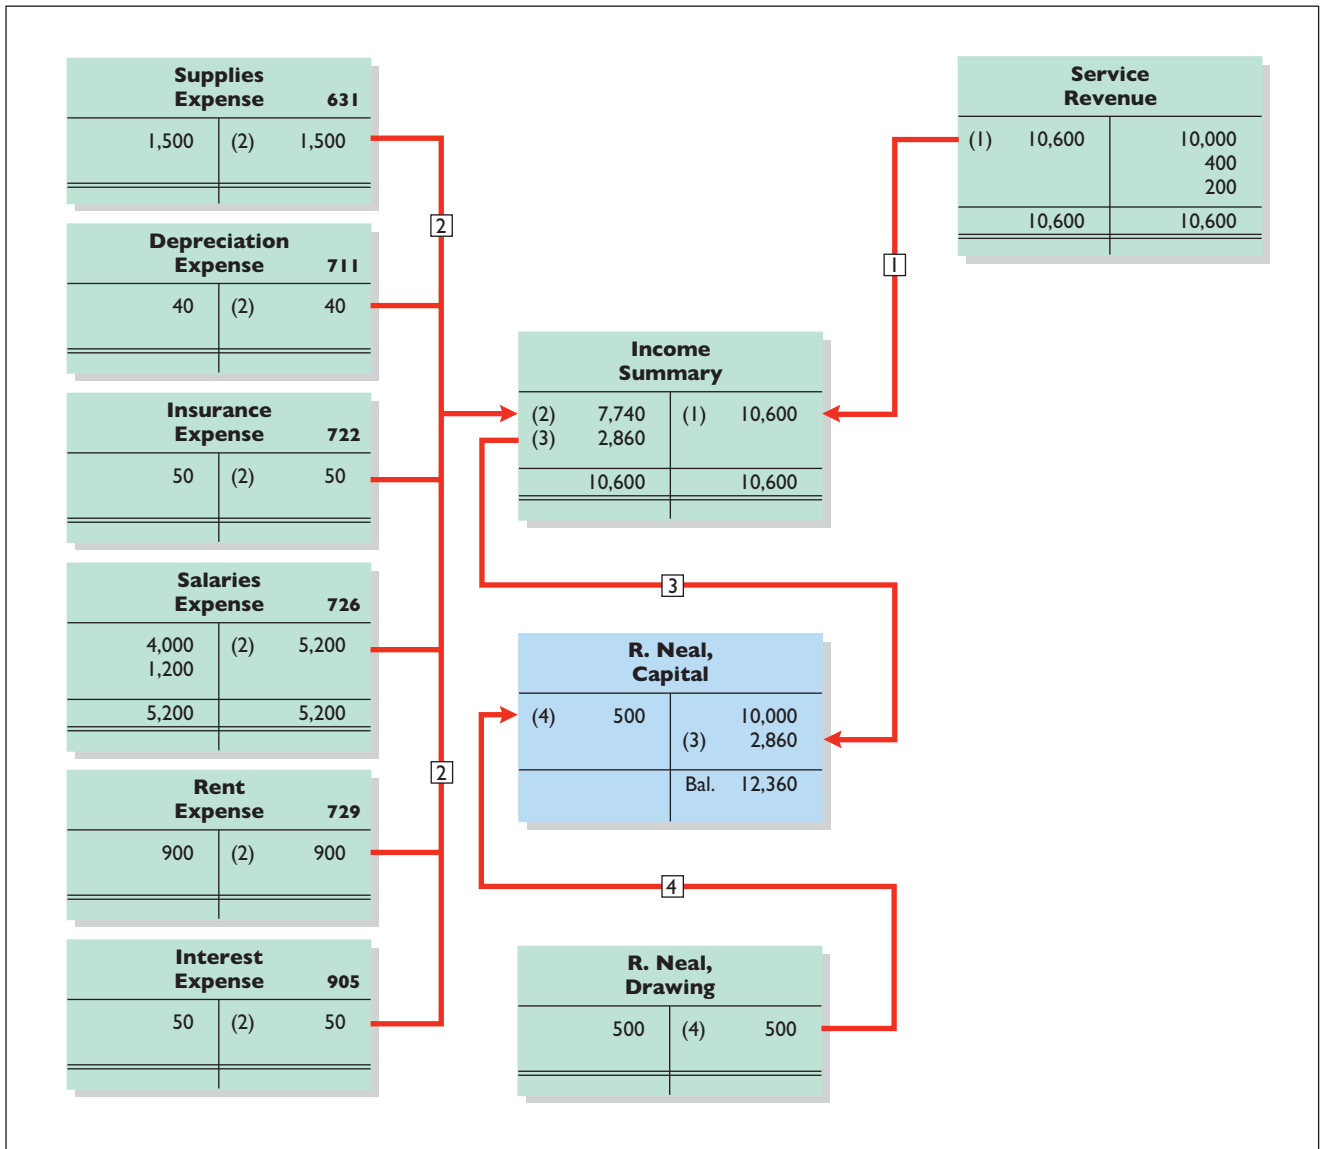 Supplies
Expense 631
1,500 (2) 1,500
Depreciation
Expense 711
40 (2) 40
Insurance
Expense 722
50 (2) 50
Salaries
Expense 726
4,000 (2) 5,200
1,200
5,200 5,200
Rent
Expense 729
900 (2) 900
Interest
Expense 905
50 (2) 50
2
2
Income
Summary
(2) 7,740 (1) 10,600
(3) 2,860
10,600 10,600
3
R. Neal,
Capital
(4) 500 10,000
(3) 2,860
Bal. 12,360
4
R. Neal,
Drawing
500 (4) 500
Service
Revenue
(1) 10,600 10,000
400
200
10,600 10,600
1